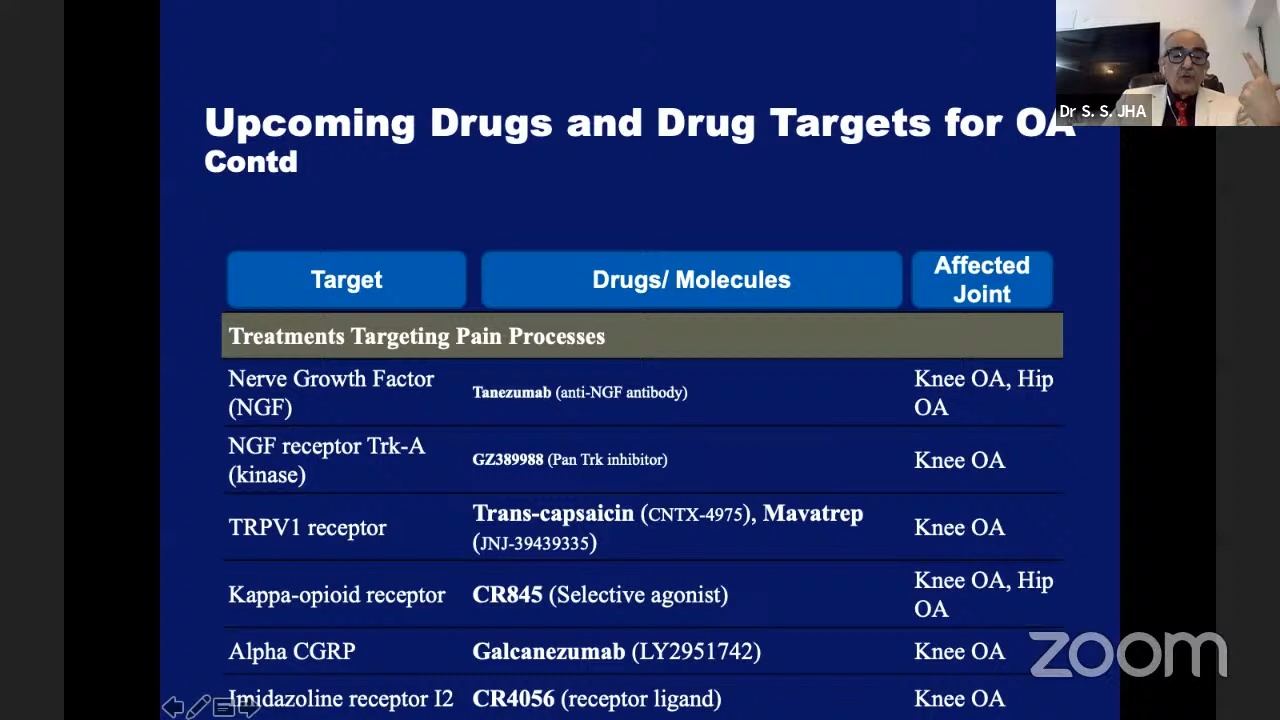 Dr S. S. JHA
Upcoming Drugs and Drug Targets for OA
Contd
Target
Drugs/ Molecules
Affected
Joint
Treatments Targeting Pain Processes
Nerve Growth Factor
(NGF)
Tanezumab (anti-NGF antibody)
Knee OA, Hip
OA
NGF receptor Trk-A
(kinase)
GZ389988 (Pan Trk inhibitor)
Knee OA
TRPV1 receptor
Trans-capsaicin (CNTX-4975), Mavatrep
(JNJ-39439335)
Knee OA
Kappa-opioid receptor
CR845 (Selective agonist)
Knee OA, Hip
OA
Alpha CGRP
Galcanezumab (LY2951742)
Knee OA
Imidazoline receptor I2
CR4056 (receptor ligand)
Knee OA
zoom